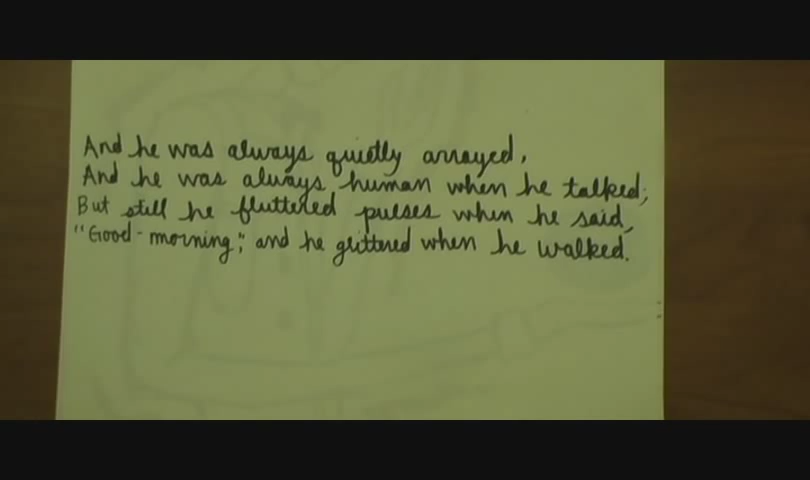 And he was always quietly arrayed,
And he was always human when he talked;
But still he fluttered pulses when he said,
"Good-morning," and he glittered when he walked.